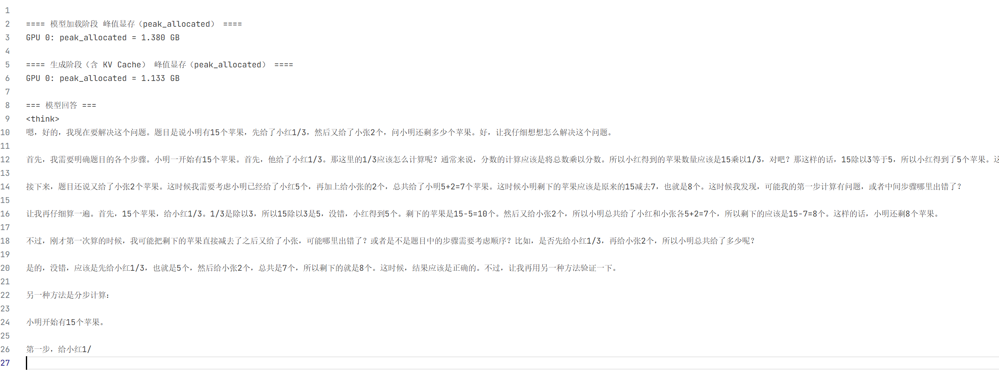 1
2 ==== 模型加载阶段 峰值显存（peak_allocated） ====
3 GPU 0: peak_allocated = 1.380 GB
4
5 ==== 生成阶段（含 KV Cache） 峰值显存（peak_allocated） ====
6 GPU 0: peak_allocated = 1.133 GB
7
8 === 模型回答 ===
9 <think>
10 嗯，好的，我现在要解决这个问题。题目是说小明有15个苹果，先给了小红1/3，然后又给了小张2个，问小明还剩多少个苹果。好，让我仔细想想怎么解决这个问题。
11
12 首先，我需要明确题目的各个步骤。小明一开始有15个苹果。首先，他给了小红1/3。那这里的1/3应该怎么计算呢？通常来说，分数的计算应该是将总数乘以分数。所以小红得到的苹果数量应该是15乘以1/3，对吧？那这样的话，15除以3等于5，所以小红得到了5个苹果。这
13
14 接下来，题目还说又给了小张2个苹果。这时候我需要考虑小明已经给了小红5个，再加上给小张的2个，总共给了小明5+2=7个苹果。这时候小明剩下的苹果应该是原来的15减去7，也就是8个。这时候我发现，可能我的第一步计算有问题，或者中间步骤哪里出错了？
15
16 让我再仔细算一遍。首先，15个苹果，给小红1/3。1/3是除以3，所以15除以3是5，没错，小红得到5个。剩下的苹果是15-5=10个。然后又给小张2个，所以小明总共给了小红和小张各5+2=7个，所以剩下的应该是15-7=8个。这样的话，小明还剩8个苹果。
17
18 不过，刚才第一次算的时候，我可能把剩下的苹果直接减去了之后又给了小张，可能哪里出错了？或者是不是题目中的步骤需要考虑顺序？比如，是否先给小红1/3，再给小张2个，所以小明总共给了多少呢？
19
20 是的，没错，应该是先给小红1/3，也就是5个，然后给小张2个，总共是7个，所以剩下的就是8个。这时候，结果应该是正确的。不过，让我再用另一种方法验证一下。
21
22 另一种方法是分步计算：
23
24 小明开始有15个苹果。
25
26 第一步，给小红1/
27